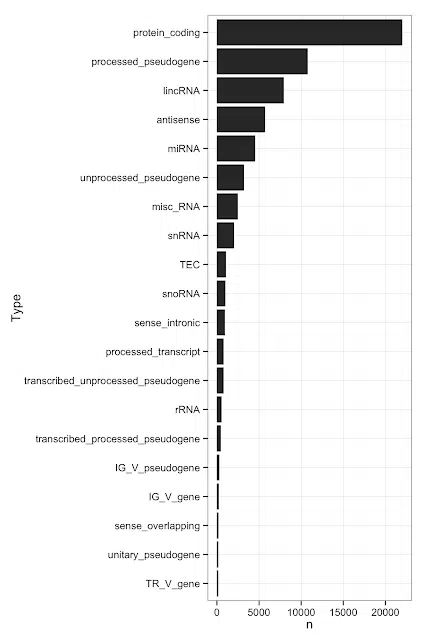 Type
protein_coding
processed_pseudogene
lincRNA
antisense
miRNA
unprocessed_pseudogene
misc_RNA
snRNA
TEC
snoRNA
sense_intronic
processed_transcript
transcribed_unprocessed_pseudogene
rRNA
transcribed_processed_pseudogene
IG_V_pseudogene
IG_V_gene
sense_overlapping
unitary_pseudogene
TR_V_gene
0 5000 10000 15000 20000
n